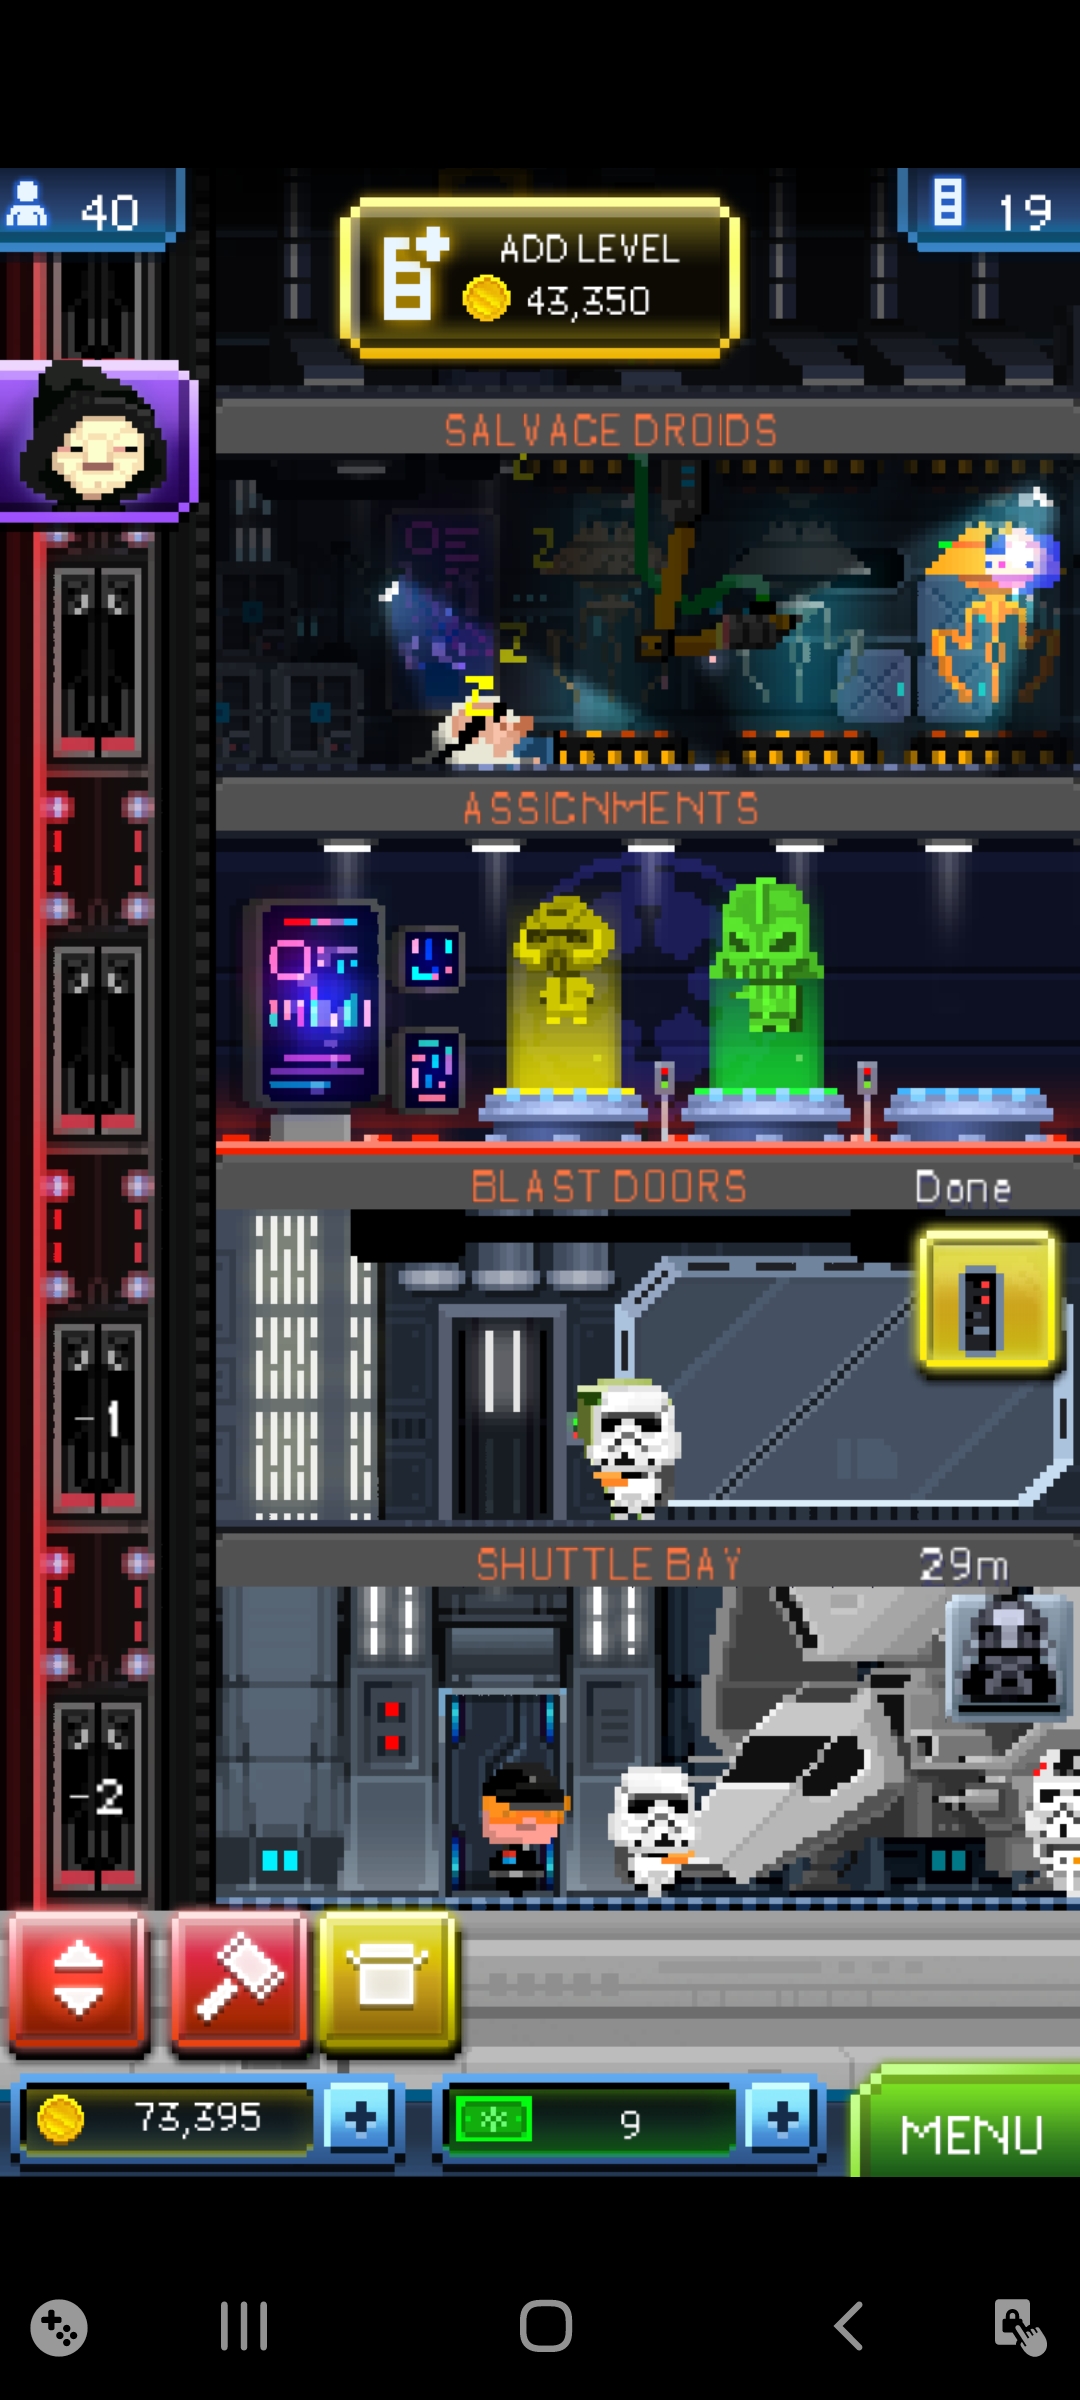 40
ADD LEVEL
43,350
19
SALVAGE DROIDS
Z
Z
Z
Z
ASSIGNMENTS
BLAST DOORS
Done
-1
SHUTTLE BAY
29m
-2
73,395
9
MENU